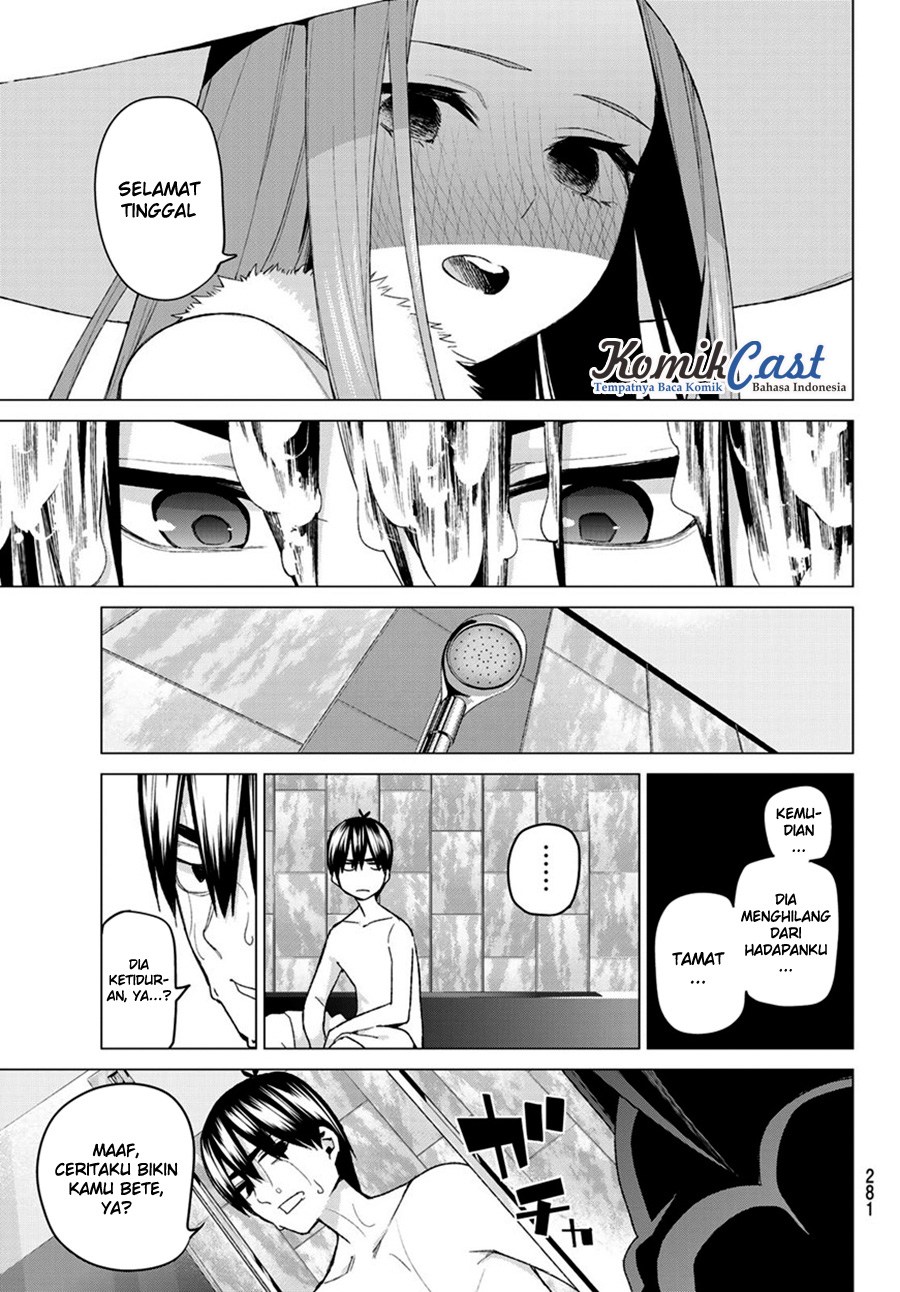 SELAMAT
TINGGAL
KomikCast
Tempatnya Baca Komik Bahasa Indonesia
KEMU-
DIAN
...
DIA
MENGHILANG
DARI
HADAPANKU
...
TAMAT
...
......
DIA
KETIDUR-
AN, YA...?
ガチャ
MAAF,
CERITAKU BIKIN
KAMU BETE,
YA?
281